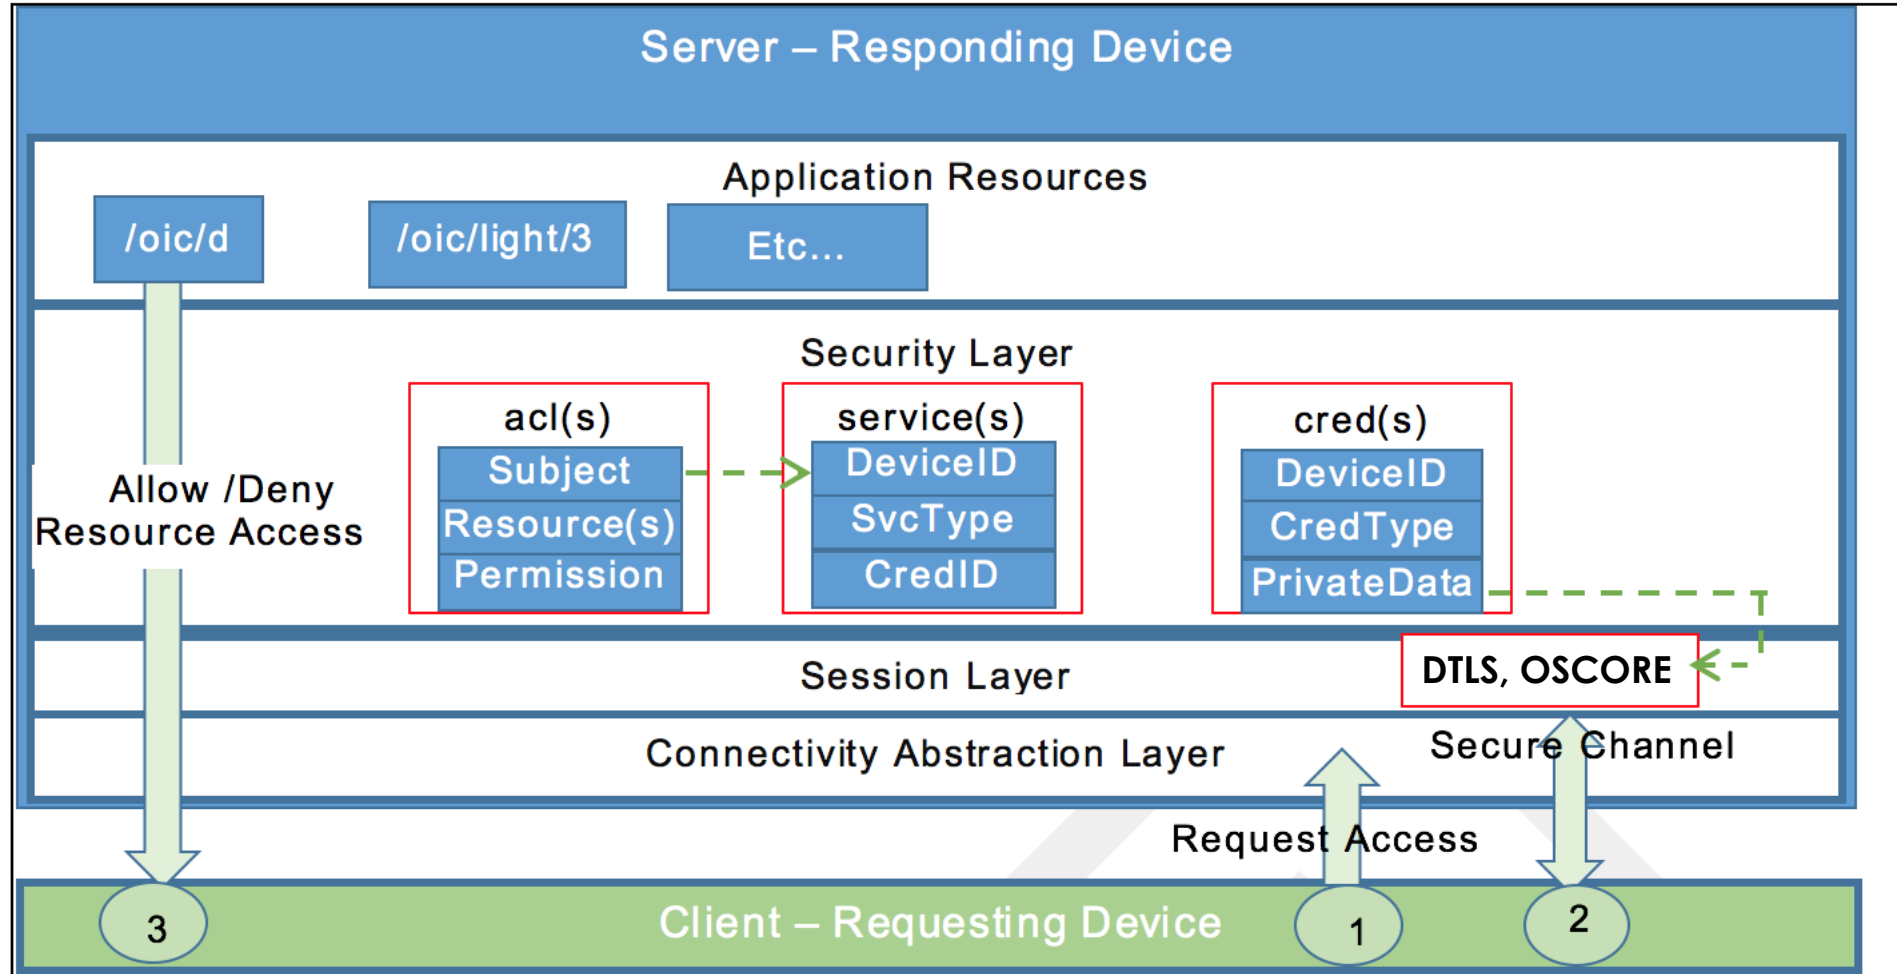 Server – Responding Device
Application Resources
/oic/d
/oic/light/3
Etc...
Security Layer
acl(s)
Subject
Resource(s)
Permission
service(s)
DeviceID
SvcType
CredID
cred(s)
DeviceID
CredType
PrivateData
Allow /Deny
Resource Access
Session Layer
DTLS, OSCORE
Connectivity Abstraction Layer
Secure Channel
Request Access
Client – Requesting Device
3
1
2